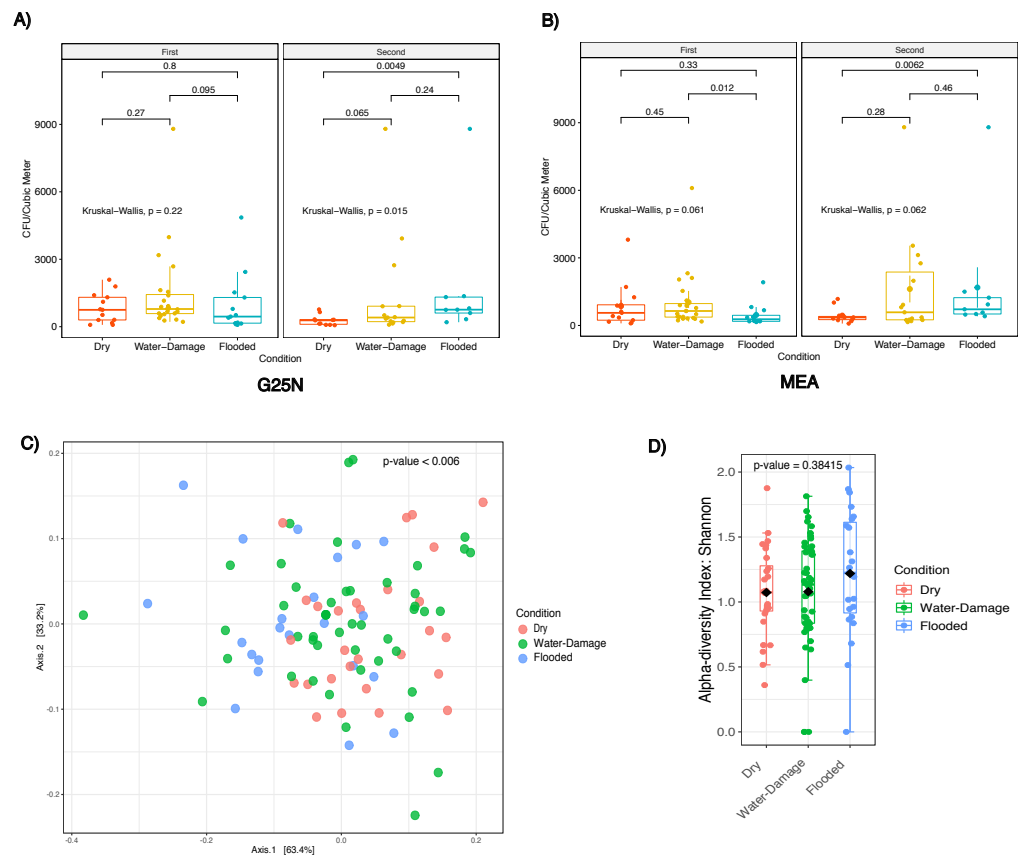 A)
First
Second
0.8
0.0049
0.095
0.24
0.27
0.065
9000
6000
3000
0
CFU/Cubic Meter
Kruskal−Wallis, p = 0.22
Kruskal−Wallis, p = 0.015
Dry
Water−Damage
Flooded
Dry
Water−Damage
Flooded
Condition
G25N
B)
First
Second
0.33
0.0062
0.012
0.46
0.45
0.28
9000
6000
3000
0
CFU/Cubic Meter
Kruskal−Wallis, p = 0.061
Kruskal−Wallis, p = 0.062
Dry
Water−Damage
Flooded
Dry
Water−Damage
Flooded
Condition
MEA
C)
p-value < 0.006
0.2
0.1
0.0
-0.1
-0.2
Axis.2 [33.2%]
-0.4
-0.2
0.0
0.2
Axis.1 [63.4%]
Condition
Dry
Water-Damage
Flooded
D)
p-value = 0.38415
2.0
1.5
1.0
0.5
0.0
Alpha-diversity Index: Shannon
Dry
Water-Damage
Flooded
Condition
Dry
Water-Damage
Flooded